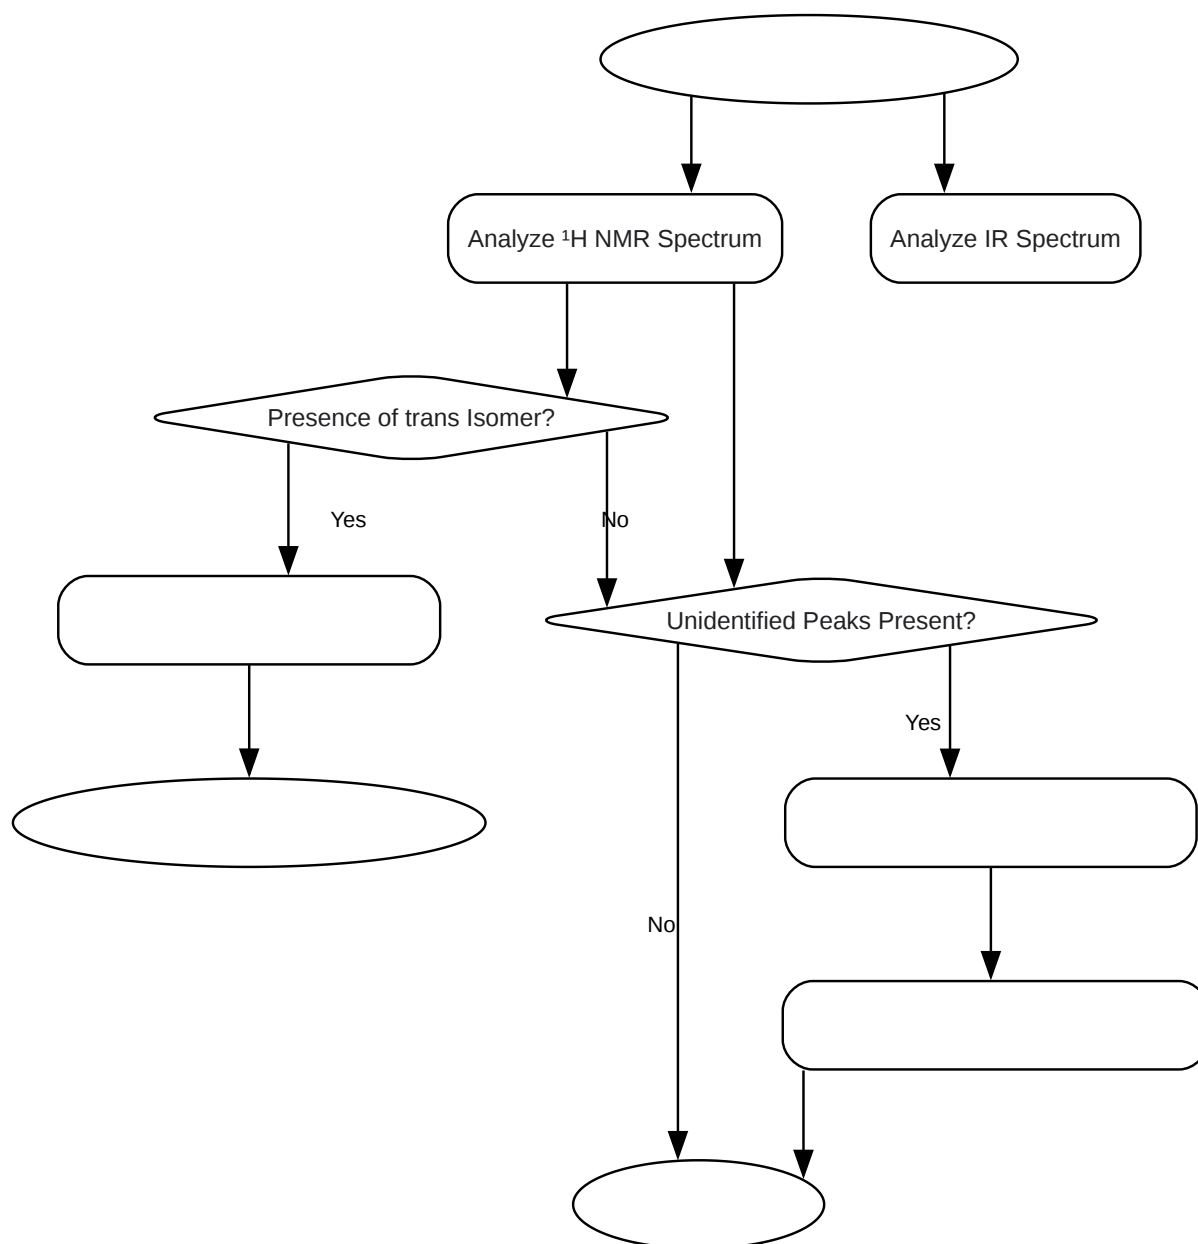 Analyze ¹H NMR Spectrum
Analyze IR Spectrum
Presence of trans Isomer?
Yes
No
Unidentified Peaks Present?
Yes
No